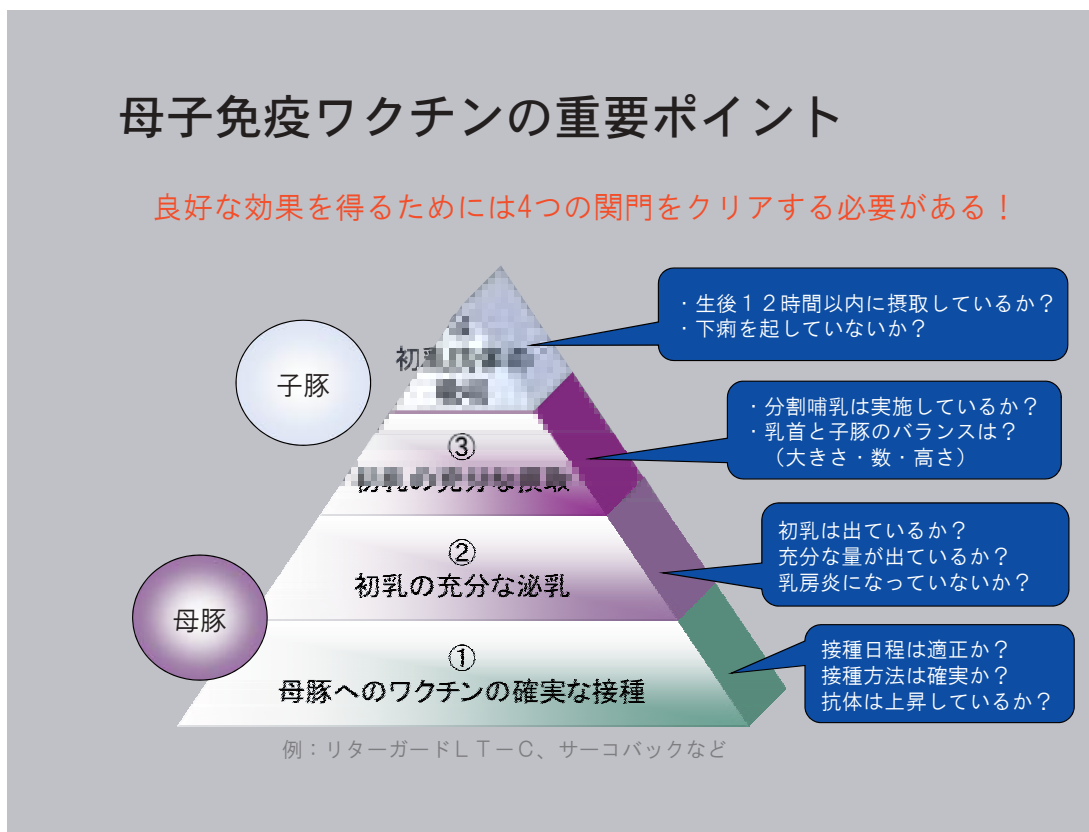 母子免疫ワクチンの重要ポイント
良好な効果を得るためには4つの関門をクリアする必要がある！
・生後１２時間以内に摂取しているか？
・下痢を起していないか？
初乳
子豚
・分割哺乳は実施しているか？
・乳首と子豚のバランスは？
（大きさ・数・高さ）
③
初乳の充分な摂取
初乳は出ているか？
充分な量が出ているか？
乳房炎になっていないか？
②
初乳の充分な泌乳
母豚
接種日程は適正か？
接種方法は確実か？
抗体は上昇しているか？
①
母豚へのワクチンの確実な接種
例：リターガードＬＴ－Ｃ、サーコバックなど